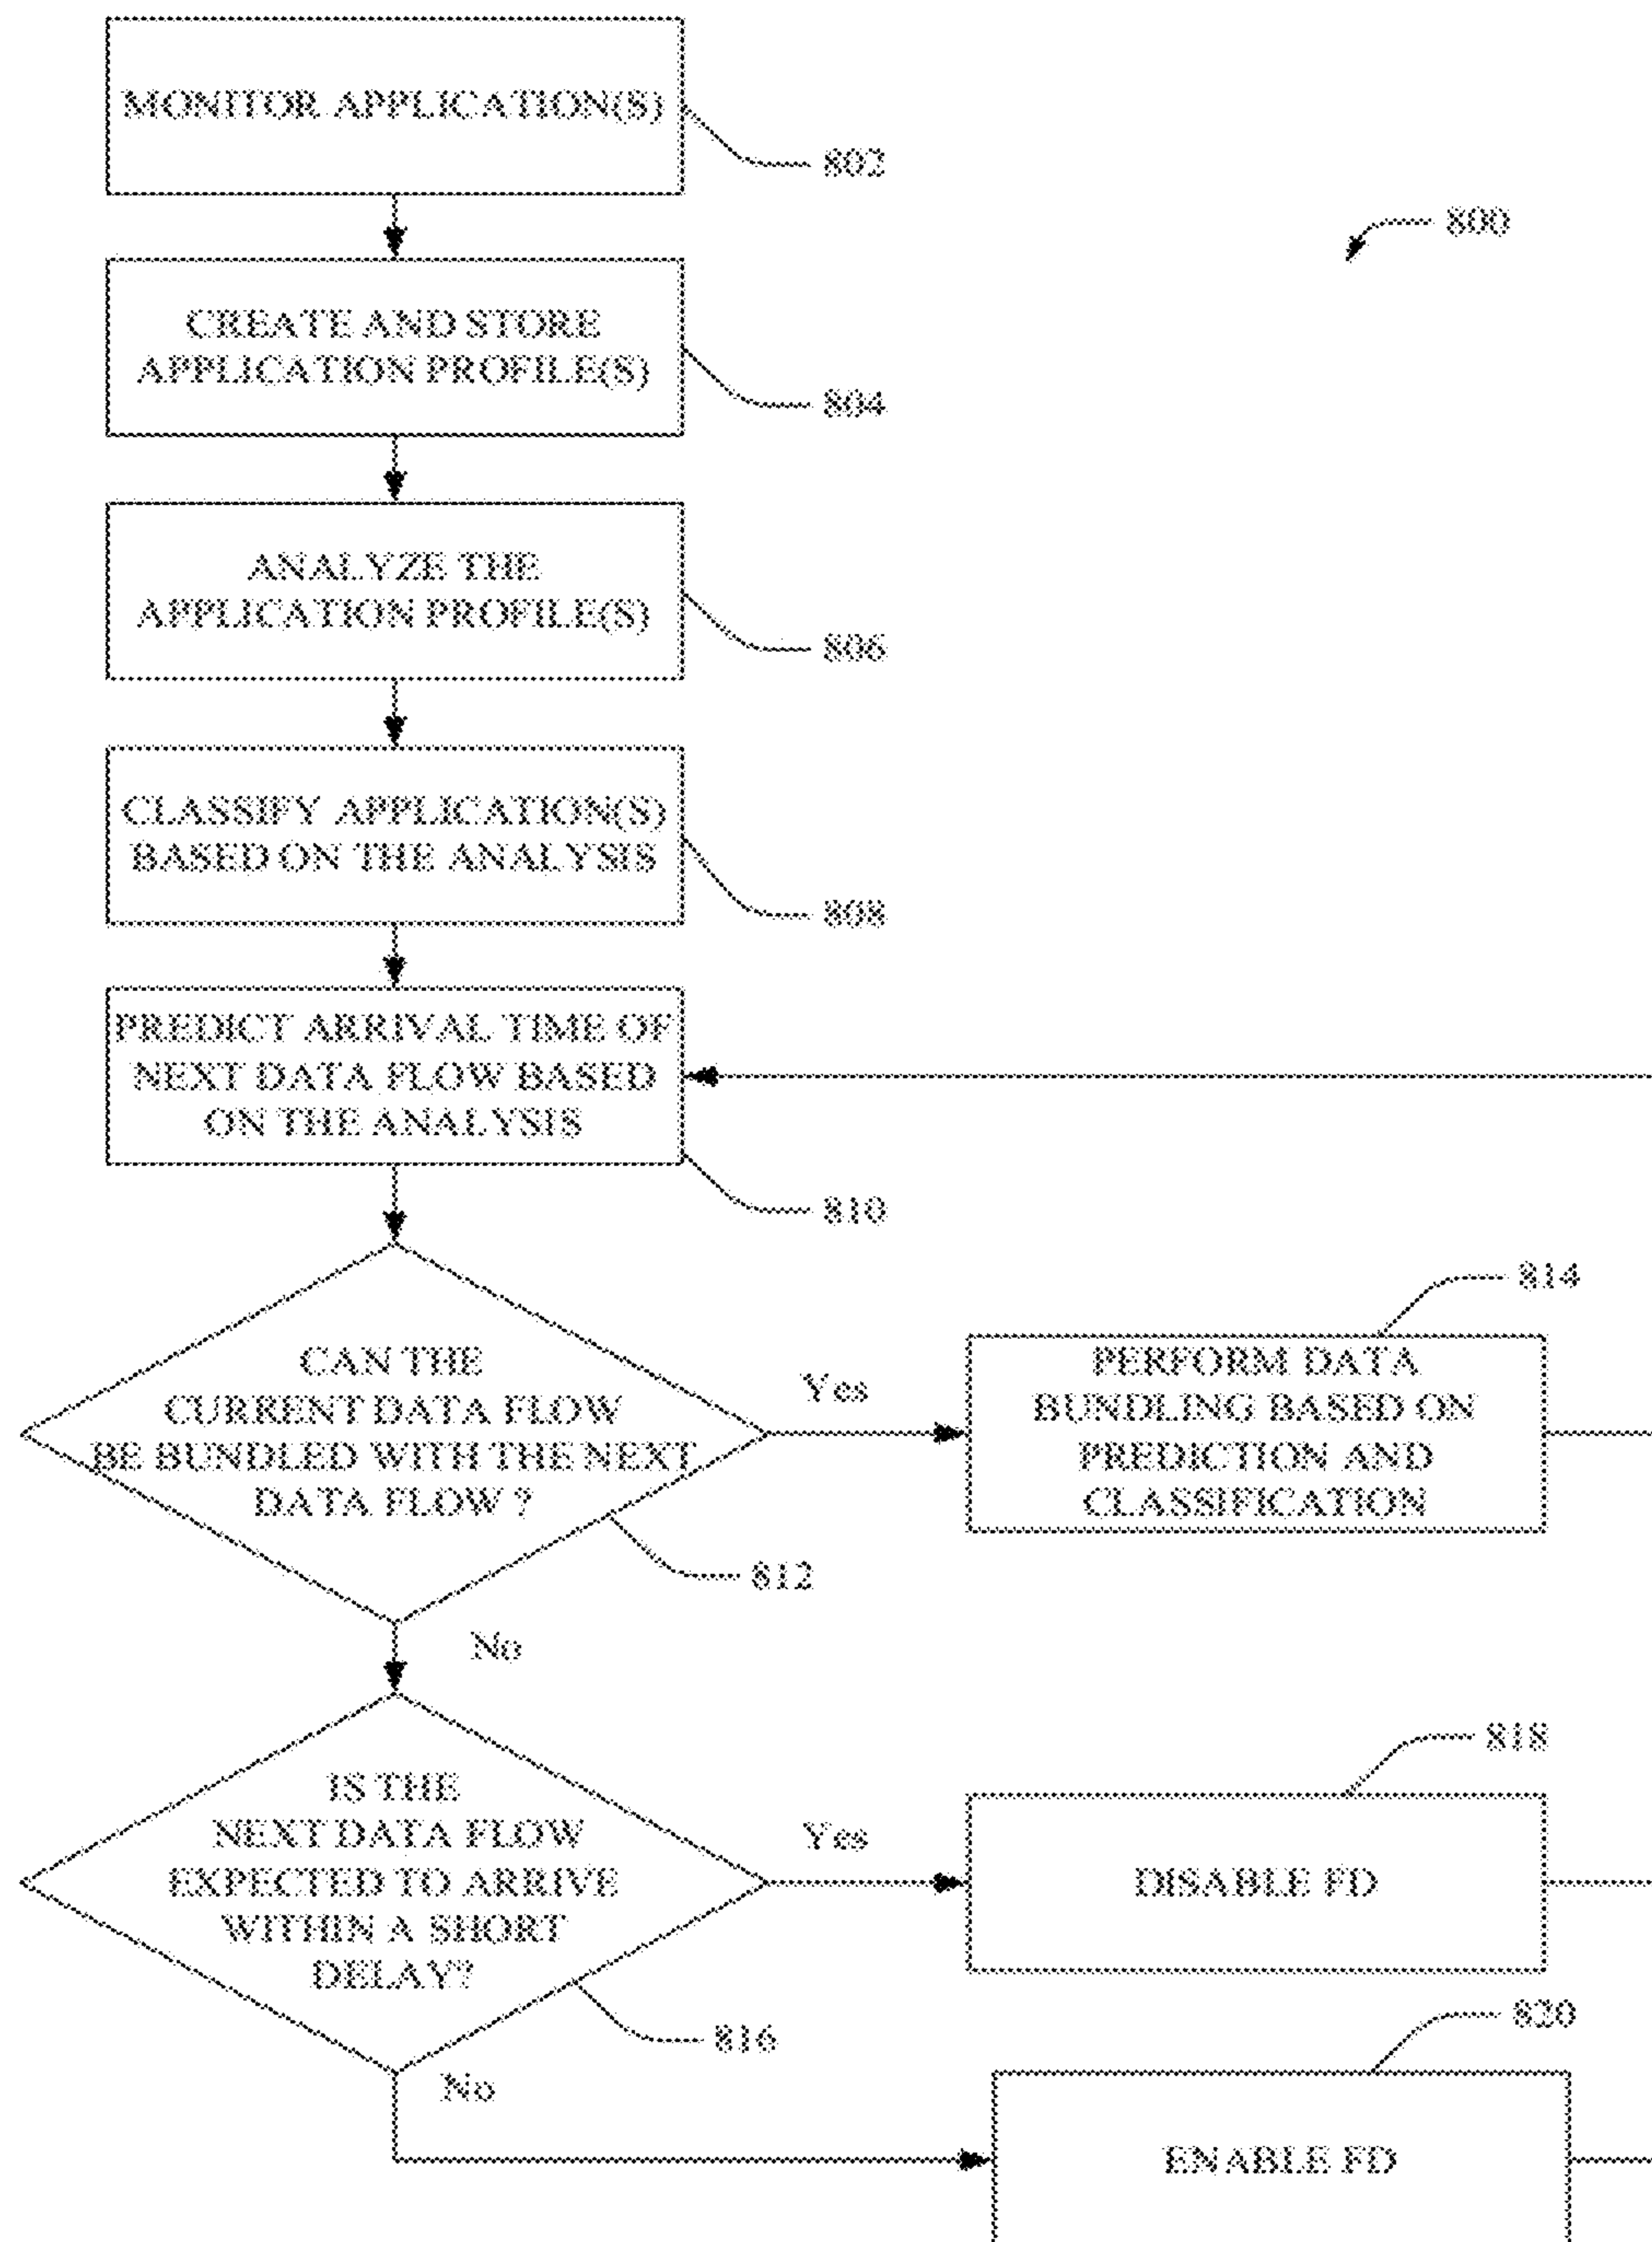 MONITOR APPLICATION(S)
802
800
CREATE AND STORE
APPLICATION PROFILE(S)
804
ANALYZE THE
APPLICATION PROFILE(S)
806
CLASSIFY APPLICATION(S)
BASED ON THE ANALYSIS
808
PREDICT ARRIVAL TIME OF
NEXT DATA FLOW BASED
ON THE ANALYSIS
810
CAN THE
CURRENT DATA FLOW
BE BUNDLED WITH THE NEXT
DATA FLOW ?
812
Yes
814
PERFORM DATA
BUNDLING BASED ON
PREDICTION AND
CLASSIFICATION
No
IS THE
NEXT DATA FLOW
EXPECTED TO ARRIVE
WITHIN A SHORT
DELAY?
816
Yes
818
DISABLE FD
No
820
ENABLE FD